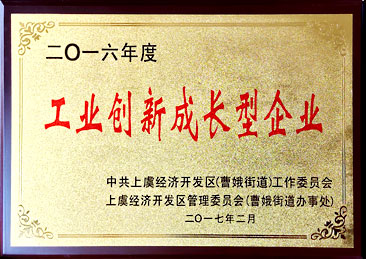 二〇一六年度
工业创新成长型企业
中共上虞经济开发区(曹娥街道)工作委员会
上虞经济开发区管理委员会(曹娥街道办事处)
二〇一七年二月